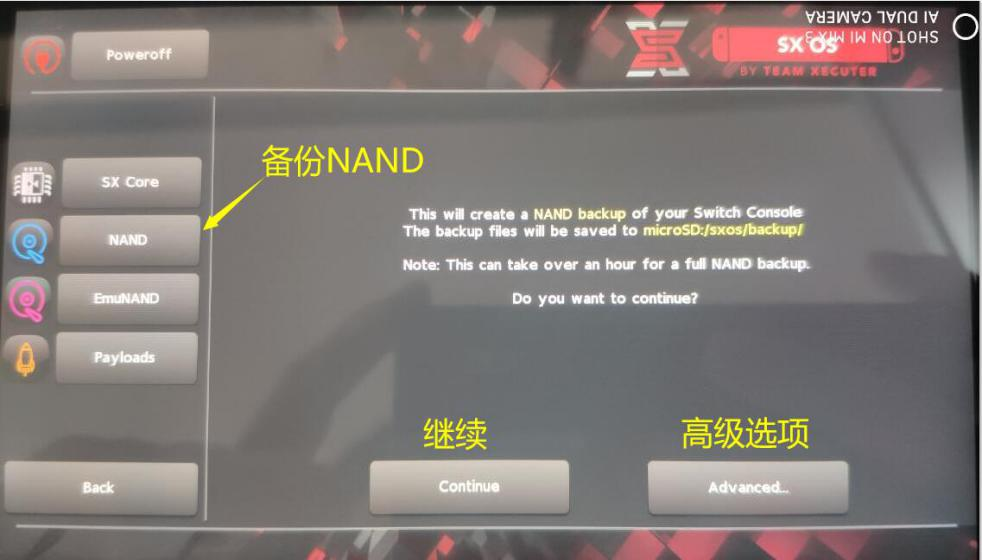 SHOT ON MI MIX 3
AI DUAL CAMERA
Poweroff
SX OS
BY TEAM XECUTER
备份NAND
SX Core
NAND
EmuNAND
Payloads
This will create a NAND backup of your Switch Console
The backup files will be saved to microSD:/sxos/backup/
Note: This can take over an hour for a full NAND backup.
Do you want to continue?
继续
高级选项
Back
Continue
Advanced...